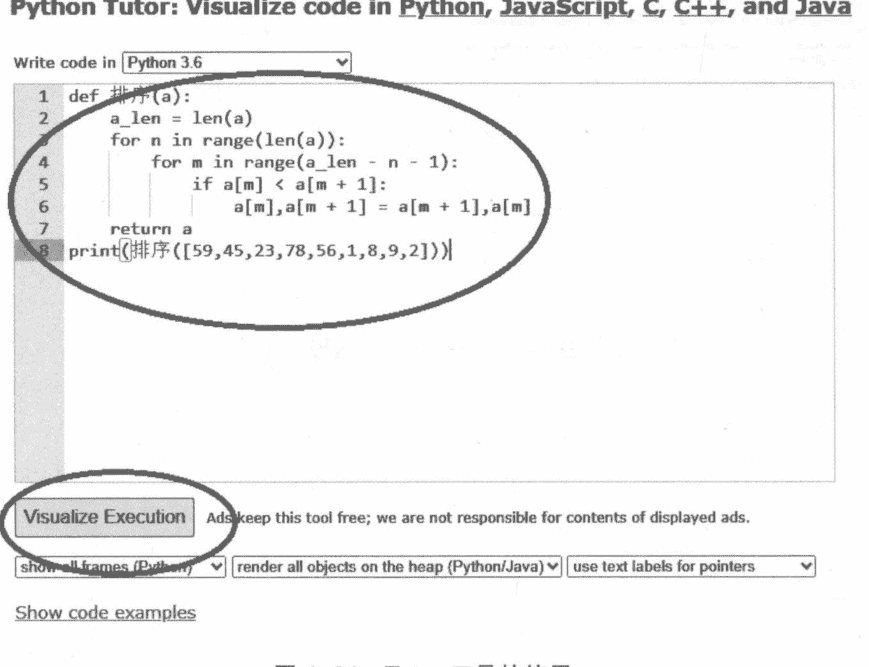 Python Tutor: Visualize code in Python, JavaScript, C, C++, and Java
Write code in Python 3.6
1 def 排序(a):
2 a_len = len(a)
3 for n in range(len(a)):
4 for m in range(a_len - n - 1):
5 if a[m] < a[m + 1]:
6 a[m],a[m + 1] = a[m + 1],a[m]
7 return a
8 print(排序([59,45,23,78,56,1,8,9,2]))
Visualize Execution Ads keep this tool free; we are not responsible for contents of displayed ads.
show all frames (Python) render all objects on the heap (Python/Java) use text labels for pointers
Show code examples